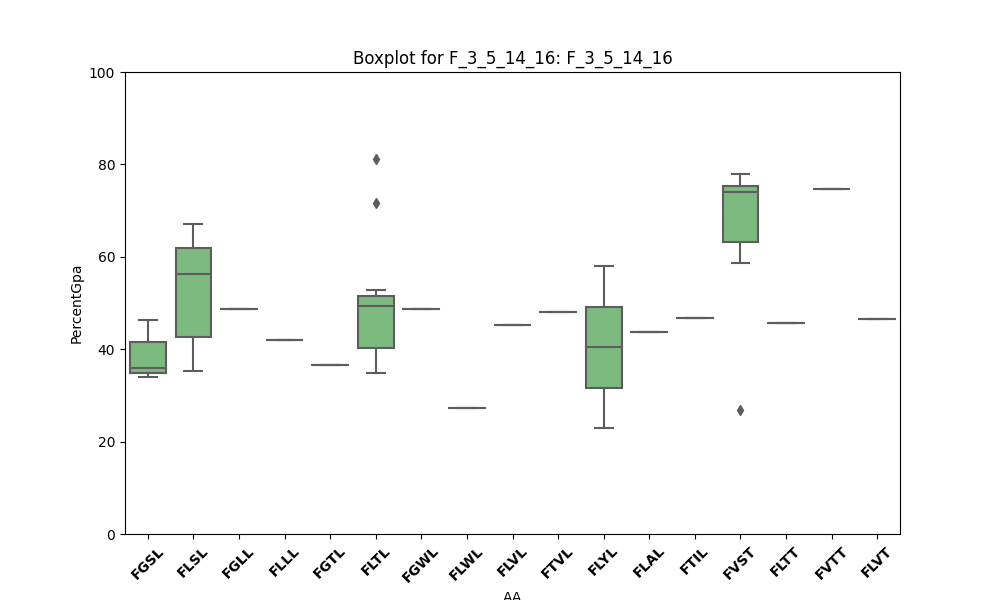 Boxplot for F_3_5_14_16: F_3_5_14_16
100
80
60
40
20
0
PercentGpa
FGSL FLSL FGLL FLLL FGTL FLTL FGWL FLWL FLVL FTVL FLYL FLAL FTIL FVST FLTT FVTT FLVT
AA